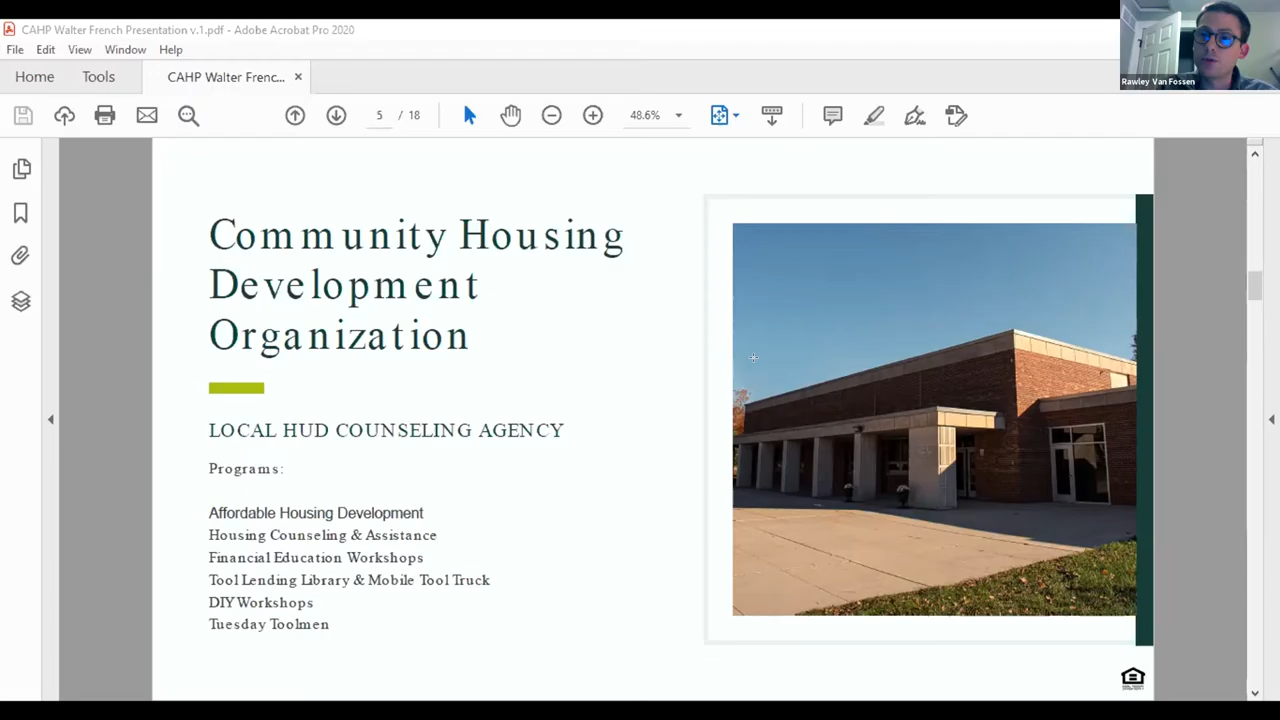 CAHP Walter French Presentation v.1.pdf - Adobe Acrobat Pro 2020
File Edit View Window Help
Home Tools CAHP Walter Frenc... ×
5 / 18 48.6%
Rawley Van Fossen
Community Housing
Development
Organization
LOCAL HUD COUNSELING AGENCY
Programs:
Affordable Housing Development
Housing Counseling & Assistance
Financial Education Workshops
Tool Lending Library & Mobile Tool Truck
DIY Workshops
Tuesday Toolmen